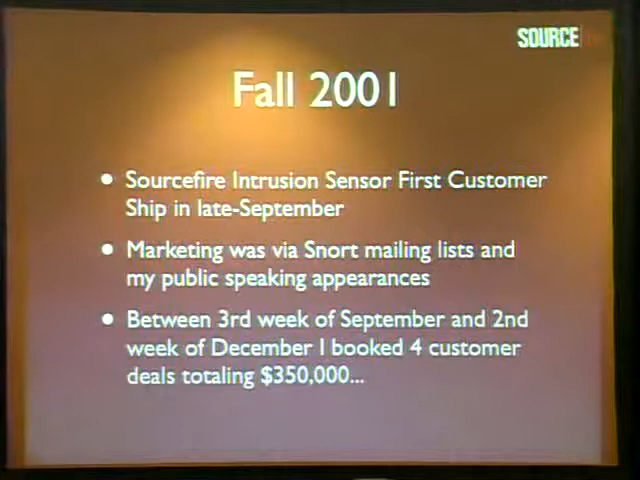 SOURCE
Fall 2001
• Sourcefire Intrusion Sensor First Customer
Ship in late-September
• Marketing was via Snort mailing lists and
my public speaking appearances
• Between 3rd week of September and 2nd
week of December I booked 4 customer
deals totaling $350,000...